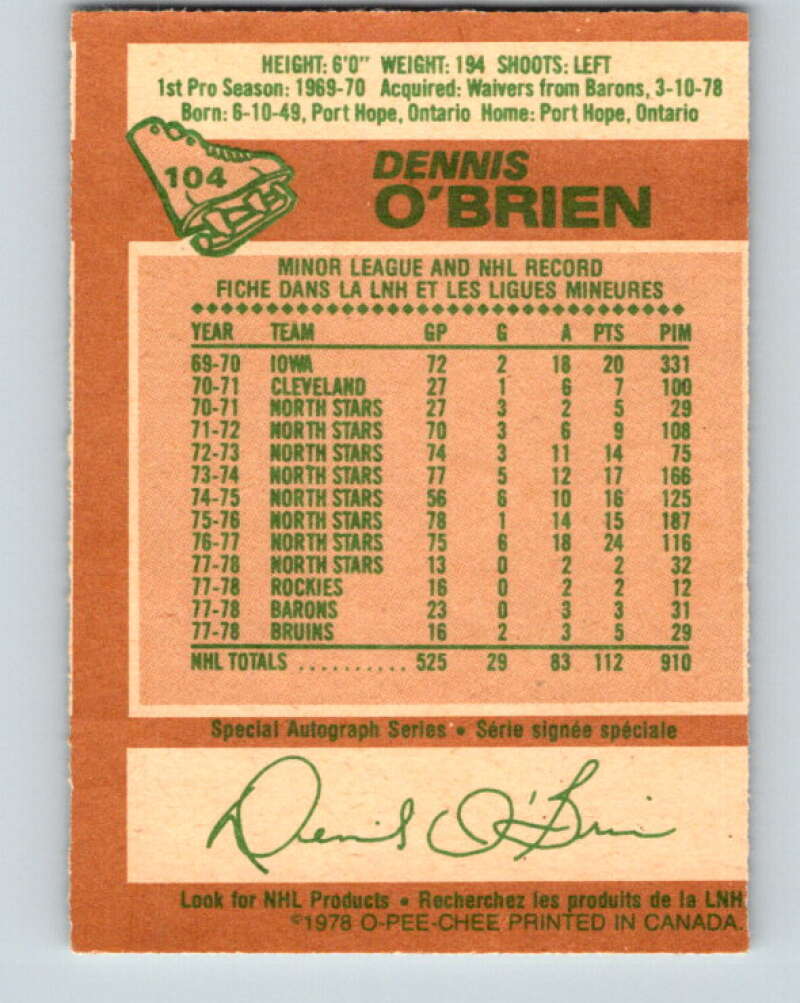 HEIGHT: 6'0" WEIGHT: 194 SHOOTS: LEFT
1st Pro Season: 1969-70 Acquired: Waivers from Barons, 3-10-78
Born: 6-10-49, Port Hope, Ontario Home: Port Hope, Ontario
104
DENNIS
O'BRIEN
MINOR LEAGUE AND NHL RECORD
FICHE DANS LA LNH ET LES LIGUES MINEURES
YEAR TEAM GP G A PTS PIM
69-70 IOWA 72 2 18 20 331
70-71 CLEVELAND 27 1 6 7 100
70-71 NORTH STARS 27 3 2 5 29
71-72 NORTH STARS 70 3 6 9 108
72-73 NORTH STARS 74 3 11 14 75
73-74 NORTH STARS 77 5 12 17 166
74-75 NORTH STARS 56 6 10 16 125
75-76 NORTH STARS 78 1 14 15 187
76-77 NORTH STARS 75 6 18 24 116
77-78 NORTH STARS 13 0 2 2 32
77-78 ROCKIES 16 0 2 2 12
77-78 BARONS 23 0 3 3 31
77-78 BRUINS 16 2 3 5 29
NHL TOTALS .......... 525 29 83 112 910
Special Autograph Series • Série signée spéciale
Dennis O'Brien
Look for NHL Products • Recherchez les produits de la LNH
©1978 O-PEE-CHEE PRINTED IN CANADA.